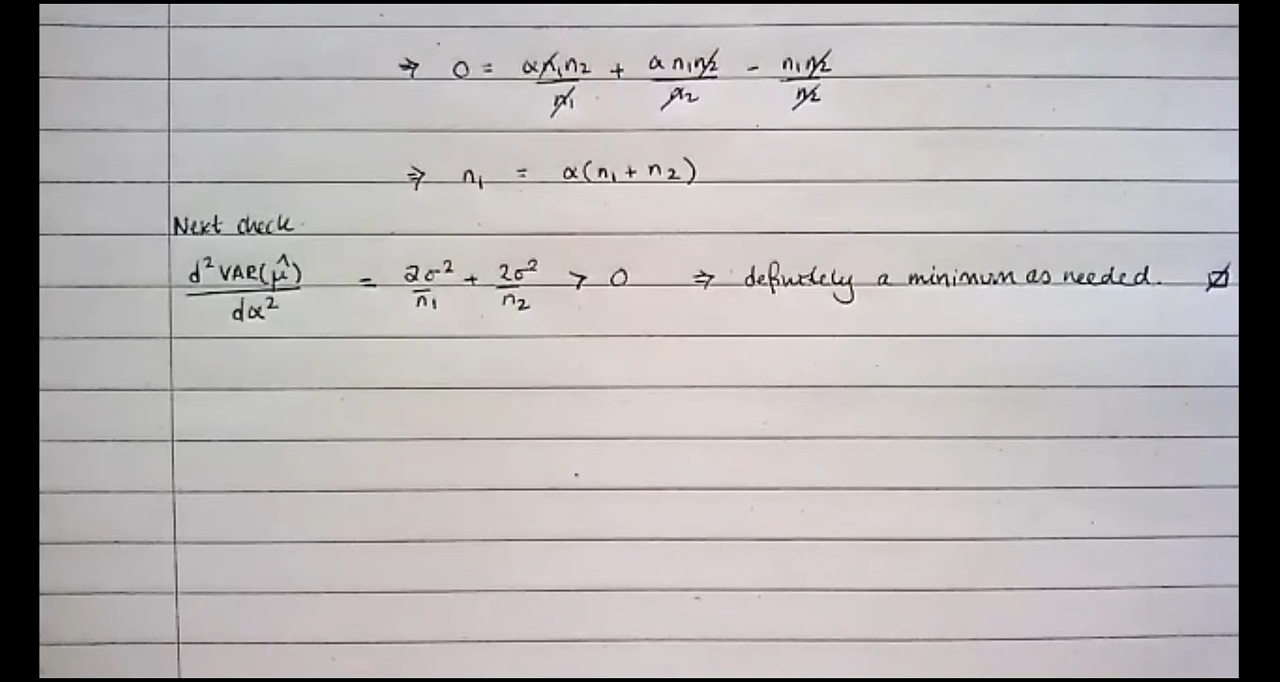 ⇒ 0 = αn₁n₂/n₁ + αn₁n₂/n₂ - n₁n₂/n₂
⇒ n₁ = α(n₁ + n₂)
Next check.
d²VAR(μ̂)/dα² = 2σ²/n₁ + 2σ²/n₂ > 0 ⇒ definitely a minimum as needed.